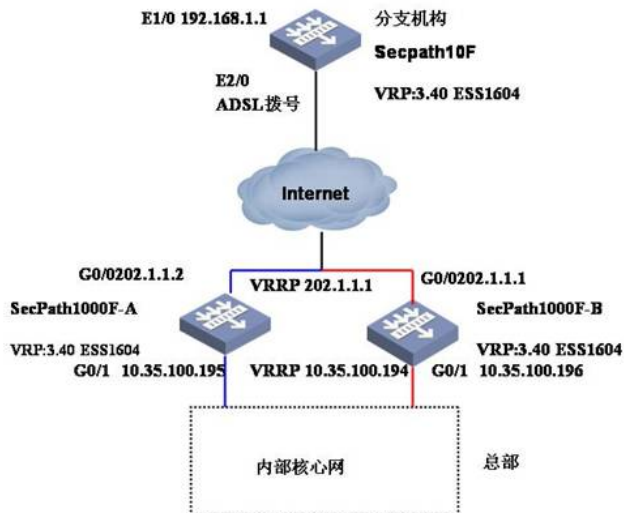 E1/0 192.168.1.1
分支机构
Secpath10F
E2/0
ADSL拨号
VRP:3.40 ESS1604
Internet
G0/0202.1.1.2
VRRP 202.1.1.1
G0/0202.1.1.1
SecPath1000F-A
SecPath1000F-B
VRP:3.40 ESS1604
VRP:3.40 ESS1604
G0/1 10.35.100.195
VRRP 10.35.100.194
G0/1 10.35.100.196
内部核心网
总部